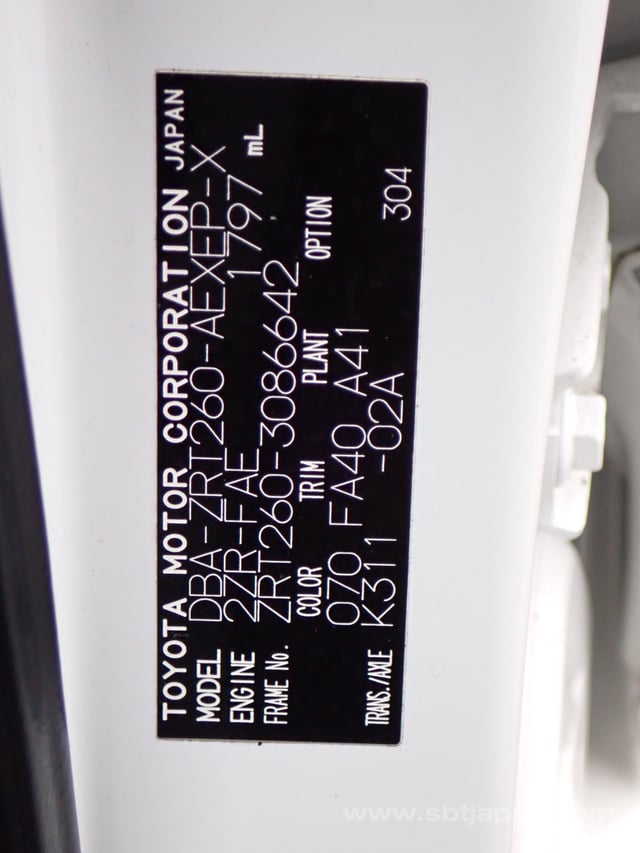 TOYOTA MOTOR CORPORATION JAPAN
MODEL DBA-ZRT260-AEXEP-X
ENGINE 2ZR-FAE 1797 mL
FRAME No. ZRT260-3086642
COLOR TRIM PLANT OPTION
070 FA40 A41
TRANS./AXLE K311 -02A 304
www.sbtjapan.com